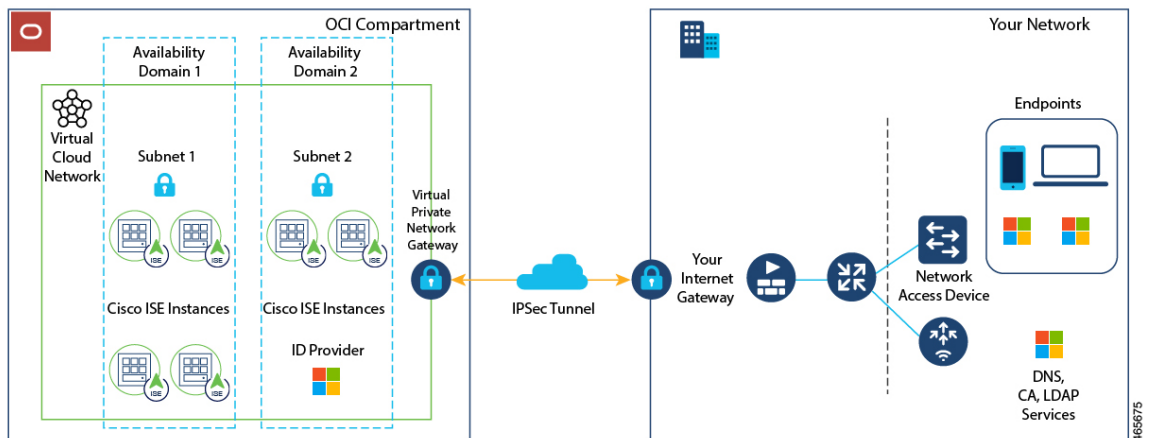 OCI Compartment
Availability
Domain 1
Availability
Domain 2
Virtual
Cloud
Network
Subnet 1
Subnet 2
ISE
ISE
ISE
ISE
Cisco ISE Instances
Cisco ISE Instances
ISE
ISE
ID Provider
Virtual
Private
Network
Gateway
IPSec Tunnel
Your Network
Your
Internet
Gateway
Network
Access Device
Endpoints
DNS,
CA, LDAP
Services
465675